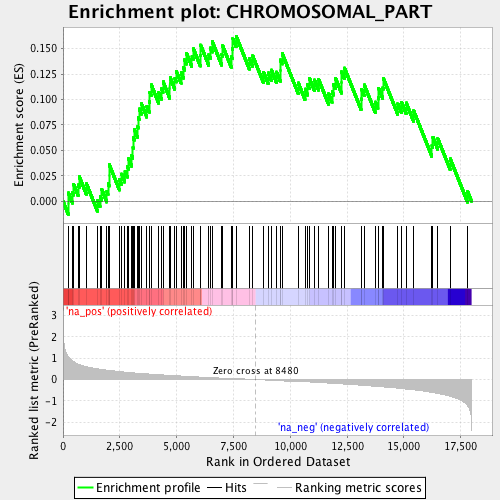 Enrichment plot: CHROMOSOMAL_PART
Enrichment score (ES)
0.150
0.125
0.100
0.075
0.050
0.025
0.000
'na_pos' (positively correlated)
Ranked list metric (PreRanked)
3
2
1
0
-1
-2
Zero cross at 8480
'na_neg' (negatively correlated)
0
2,500
5,000
7,500
10,000
12,500
15,000
17,500
Rank in Ordered Dataset
Enrichment profile
Hits
Ranking metric scores